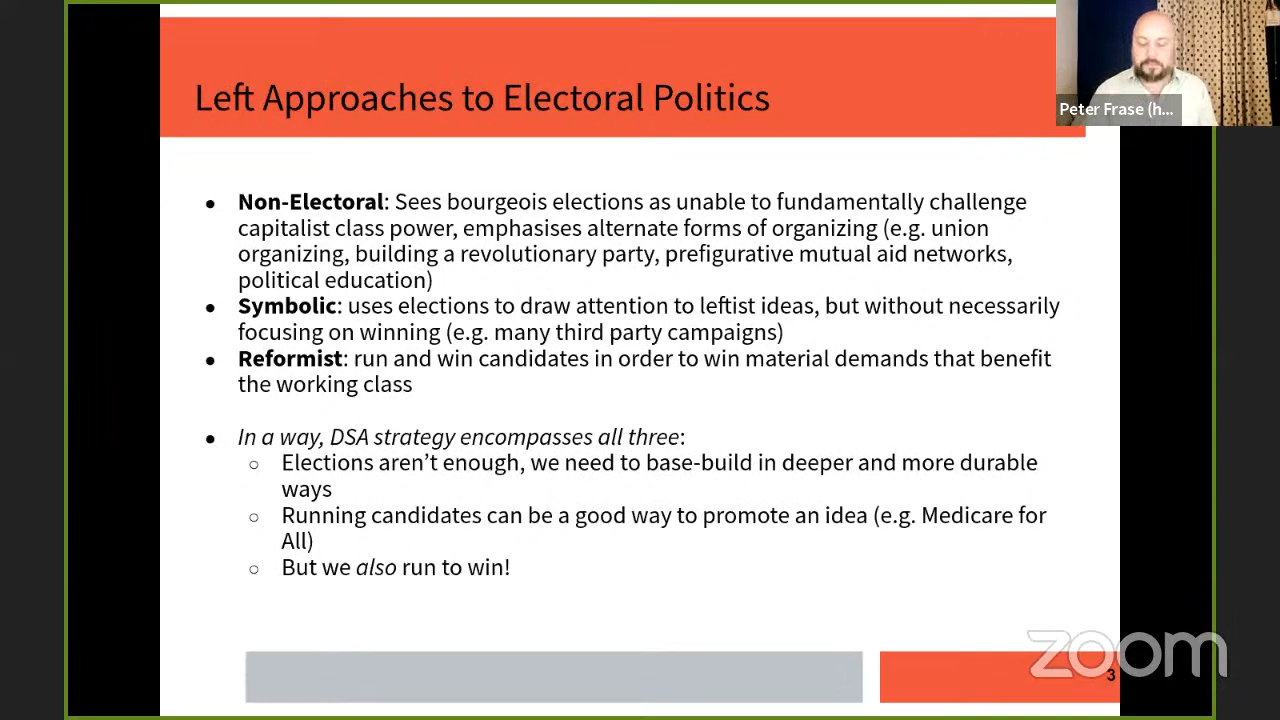 Left Approaches to Electoral Politics
Peter Frase (h...
● Non-Electoral: Sees bourgeois elections as unable to fundamentally challenge
capitalist class power, emphasises alternate forms of organizing (e.g. union
organizing, building a revolutionary party, prefigurative mutual aid networks,
political education)
● Symbolic: uses elections to draw attention to leftist ideas, but without necessarily
focusing on winning (e.g. many third party campaigns)
● Reformist: run and win candidates in order to win material demands that benefit
the working class
● In a way, DSA strategy encompasses all three:
○ Elections aren’t enough, we need to base-build in deeper and more durable
ways
○ Running candidates can be a good way to promote an idea (e.g. Medicare for
All)
○ But we also run to win!
zoom
3